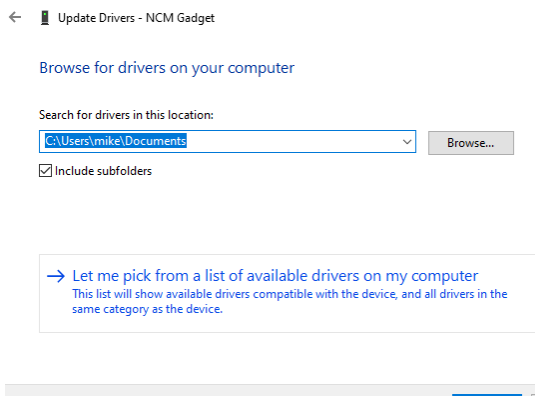 Update Drivers - NCM Gadget
Browse for drivers on your computer
Search for drivers in this location:
C:\Users\mike\Documents
Browse...
Include subfolders
Let me pick from a list of available drivers on my computer
This list will show available drivers compatible with the device, and all drivers in the
same category as the device.